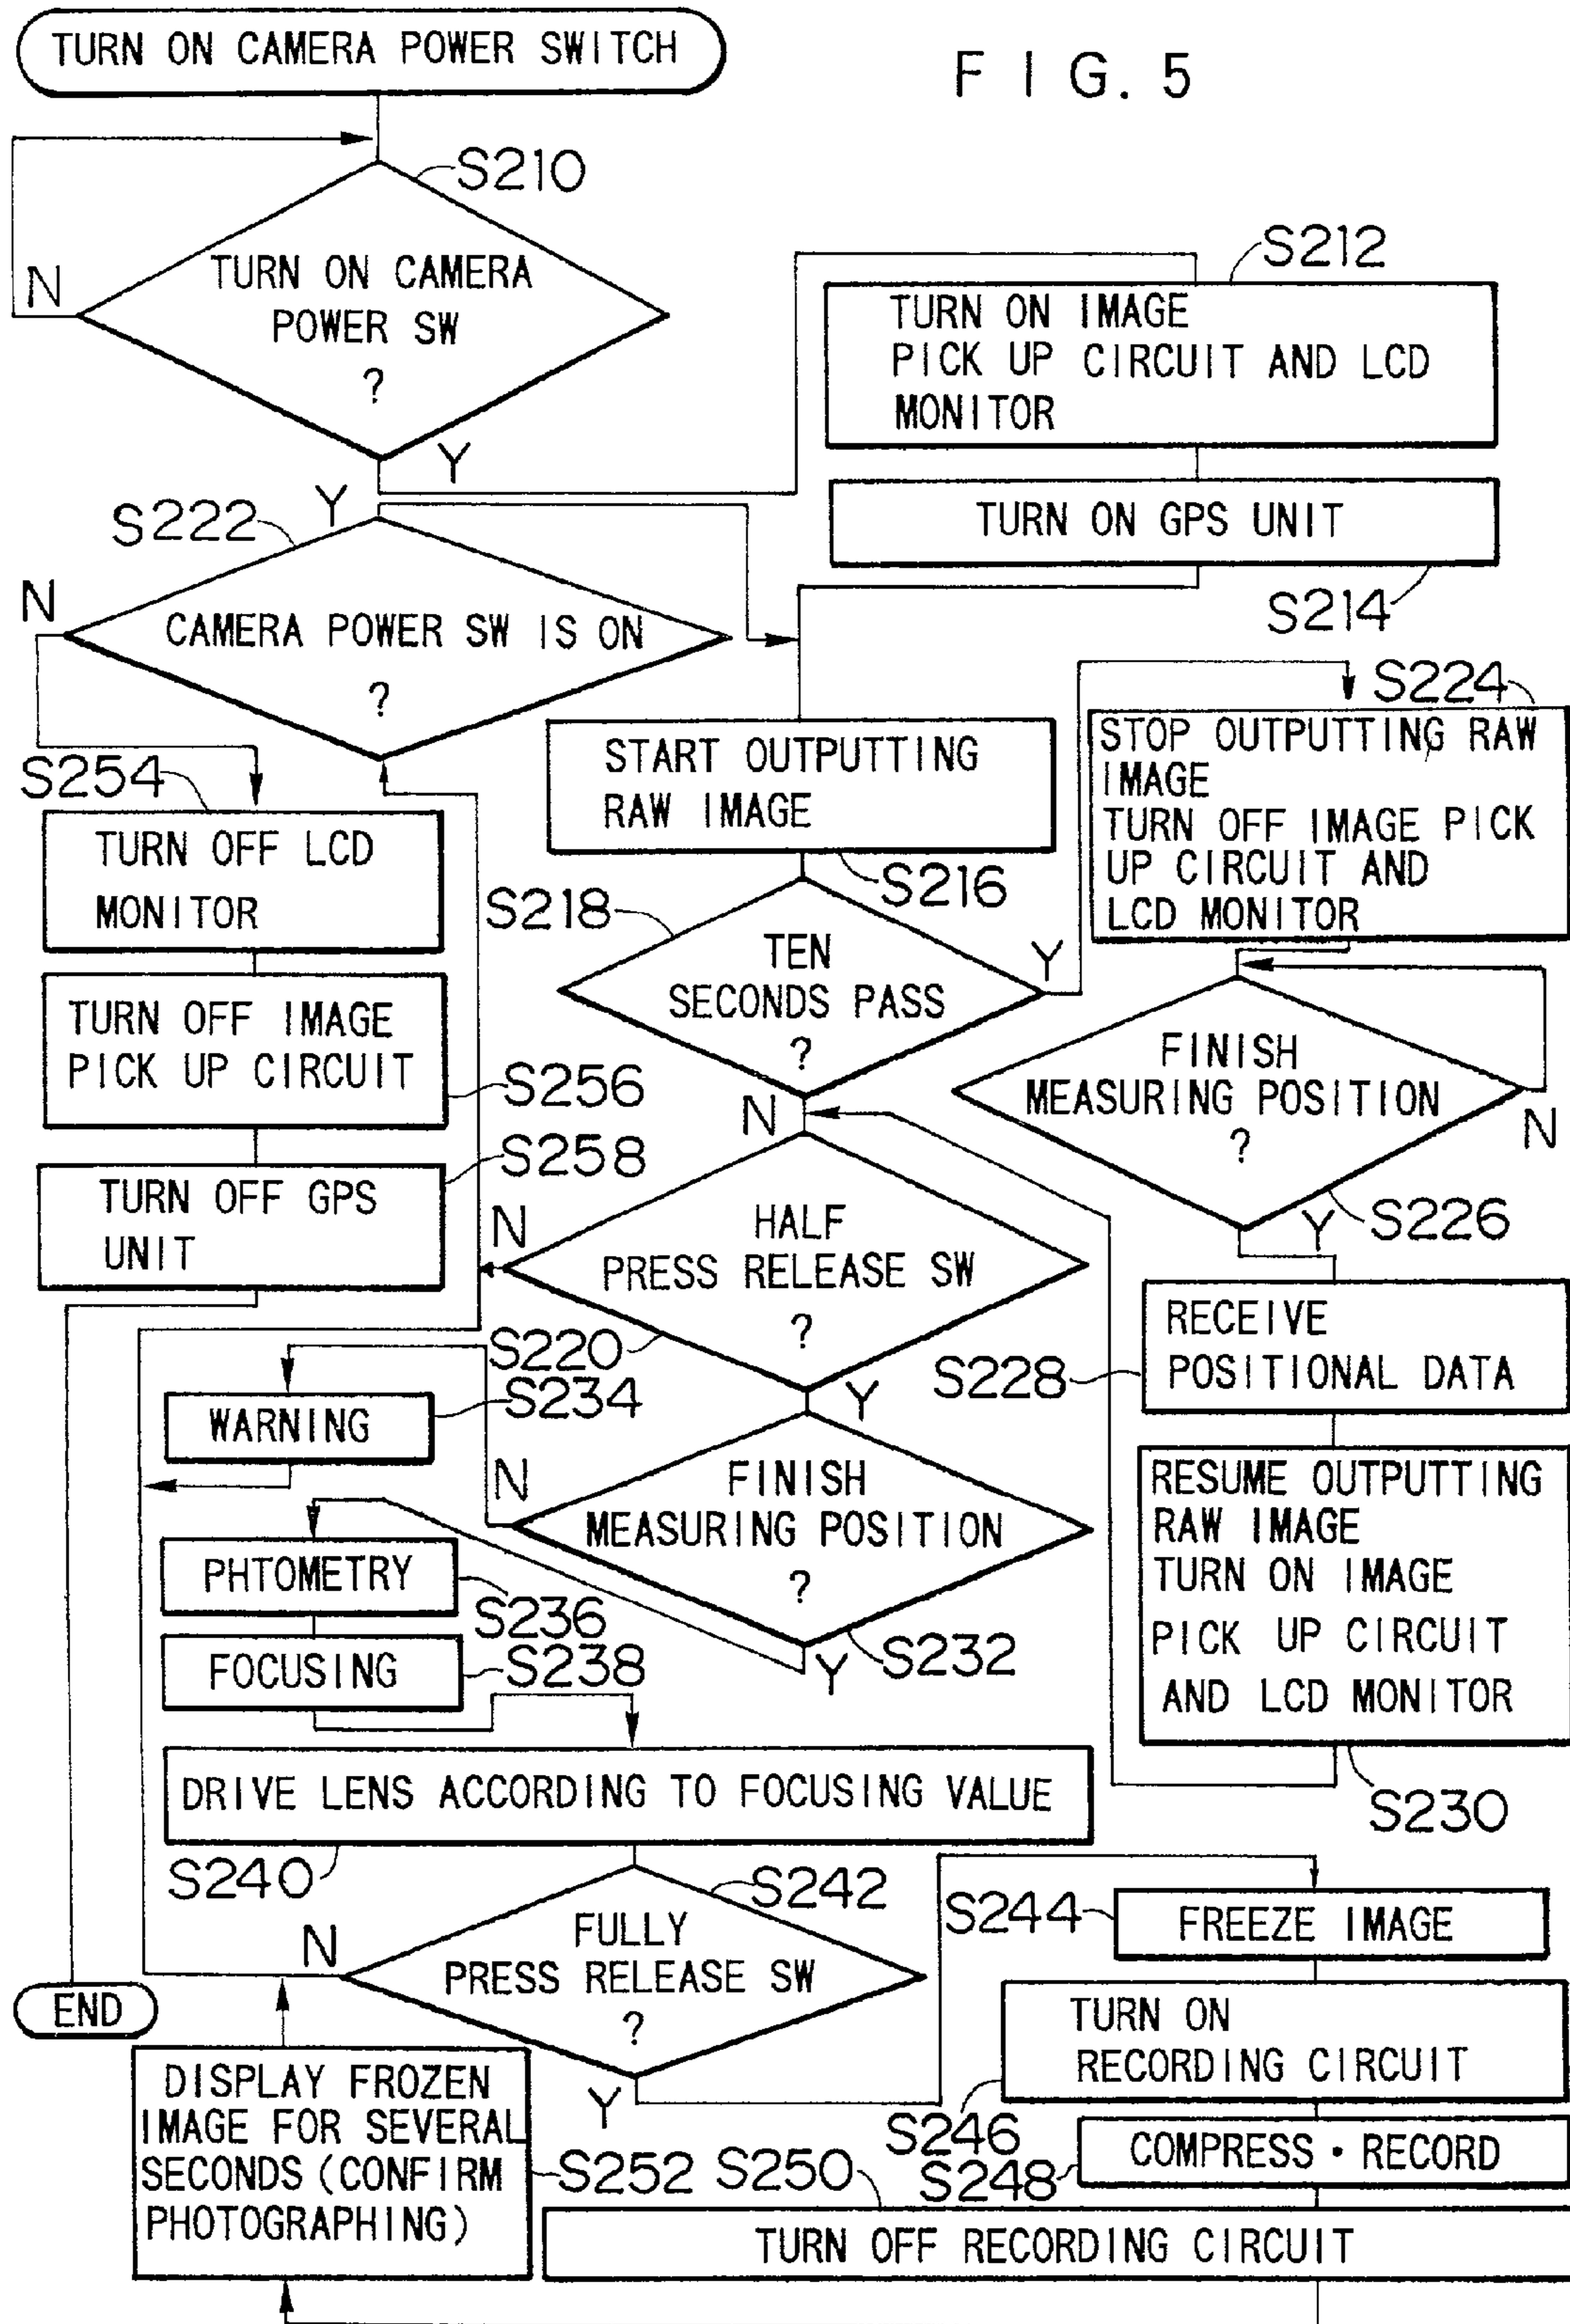 TURN ON CAMERA POWER SWITCH
FIG. 5
S210
TURN ON CAMERA
POWER SW
?
N
Y
S212
TURN ON IMAGE
PICK UP CIRCUIT AND LCD
MONITOR
TURN ON GPS UNIT
S214
Y
S222
N
CAMERA POWER SW IS ON
?
START OUTPUTTING
RAW IMAGE
S216
S224
STOP OUTPUTTING RAW
IMAGE
TURN OFF IMAGE PICK
UP CIRCUIT AND
LCD MONITOR
S254
TURN OFF LCD
MONITOR
S218
TEN
SECONDS PASS
?
Y
N
TURN OFF IMAGE
PICK UP CIRCUIT
S256
FINISH
MEASURING POSITION
?
N
Y
S226
S258
TURN OFF GPS
UNIT
N
HALF
PRESS RELEASE SW
?
S220
Y
S228
RECEIVE
POSITIONAL DATA
S234
WARNING
N
FINISH
MEASURING POSITION
?
Y
S232
RESUME OUTPUTTING
RAW IMAGE
TURN ON IMAGE
PICK UP CIRCUIT
AND LCD MONITOR
S230
PHTOMETRY
S236
FOCUSING
S238
DRIVE LENS ACCORDING TO FOCUSING VALUE
S240
S242
N
FULLY
PRESS RELEASE SW
?
Y
S244
FREEZE IMAGE
END
TURN ON
RECORDING CIRCUIT
S246
DISPLAY FROZEN
IMAGE FOR SEVERAL
SECONDS (CONFIRM
PHOTOGRAPHING)
S252
COMPRESS・RECORD
S248
S250
TURN OFF RECORDING CIRCUIT